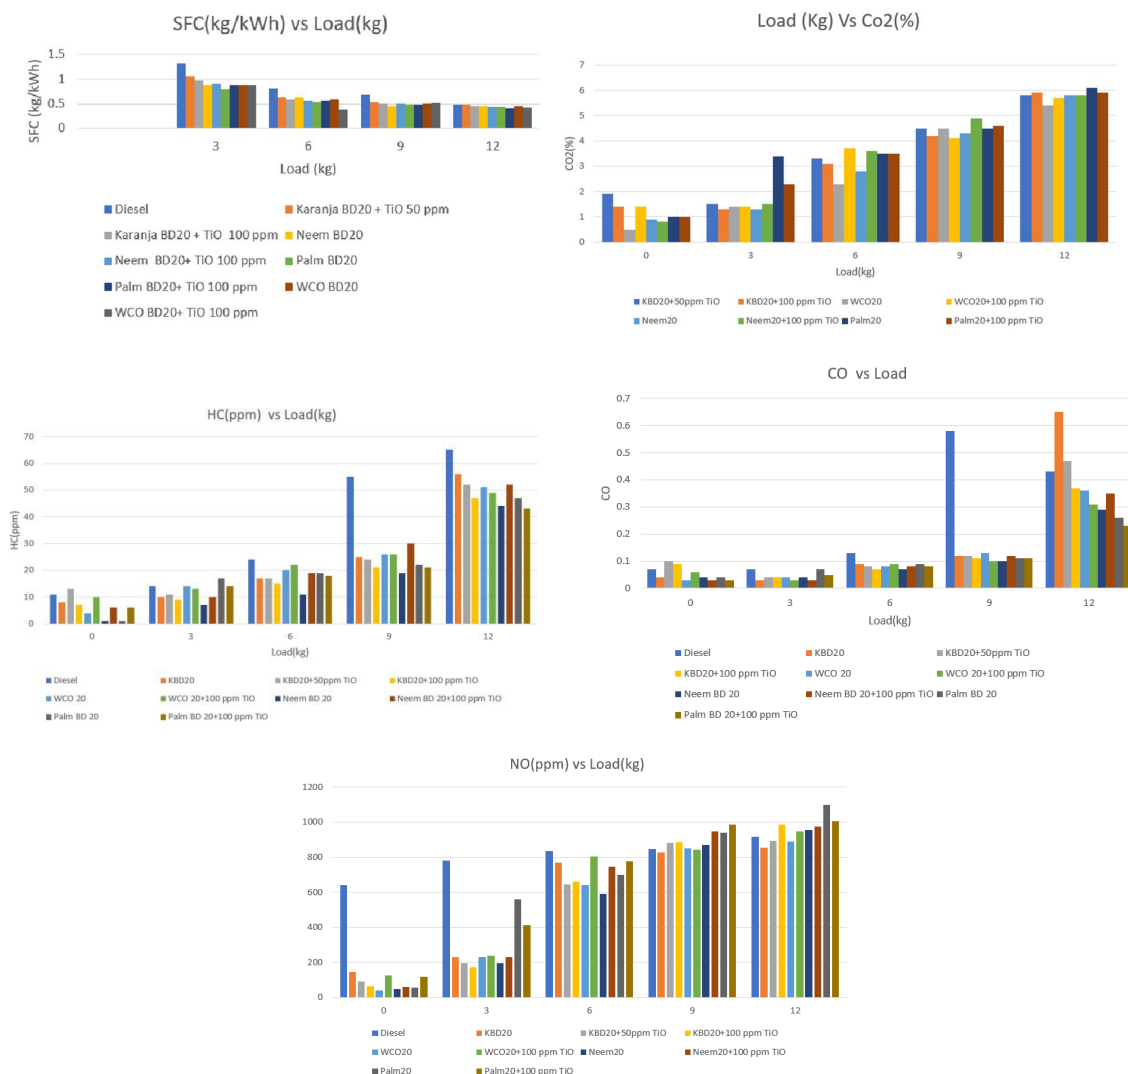 SFC(kg/kWh) vs Load(kg)
SFC (kg/kWh)
1.5
1
0.5
0
3 6 9 12
Load (kg)
Diesel
Karanja BD20 + TiO 50 ppm
Karanja BD20 + TiO 100 ppm
Neem BD20
Neem BD20+ TiO 100 ppm
Palm BD20
Palm BD20+ TiO 100 ppm
WCO BD20
WCO BD20+ TiO 100 ppm
Load (Kg) Vs Co2(%)
CO2(%)
7
6
5
4
3
2
1
0
0 3 6 9 12
Load(kg)
KBD20+50ppm TiO
KBD20+100 ppm TiO
WCO20
WCO20+100 ppm TiO
Neem20
Neem20+100 ppm TiO
Palm20
Palm20+100 ppm TiO
HC(ppm) vs Load(kg)
HC(ppm)
70
60
50
40
30
20
10
0
0 3 6 9 12
Load(kg)
Diesel
KBD20
KBD20+50ppm TiO
KBD20+100 ppm TiO
WCO 20
WCO 20+100 ppm TiO
Neem BD 20
Neem BD 20+100 ppm TiO
Palm BD 20
Palm BD 20+100 ppm TiO
CO vs Load
CO
0.7
0.6
0.5
0.4
0.3
0.2
0.1
0
0 3 6 9 12
Load(kg)
Diesel
KBD20
KBD20+50ppm TiO
KBD20+100 ppm TiO
WCO 20
WCO 20+100 ppm TiO
Neem BD 20
Neem BD 20+100 ppm TiO
Palm BD 20
Palm BD 20+100 ppm TiO
NO(ppm) vs Load(kg)
1200
1000
800
600
400
200
0
0 3 6 9 12
Diesel
KBD20
KBD20+50ppm TiO
KBD20+100 ppm TiO
WCO20
WCO20+100 ppm TiO
Neem20
Neem20+100 ppm TiO
Palm20
Palm20+100 ppm TiO